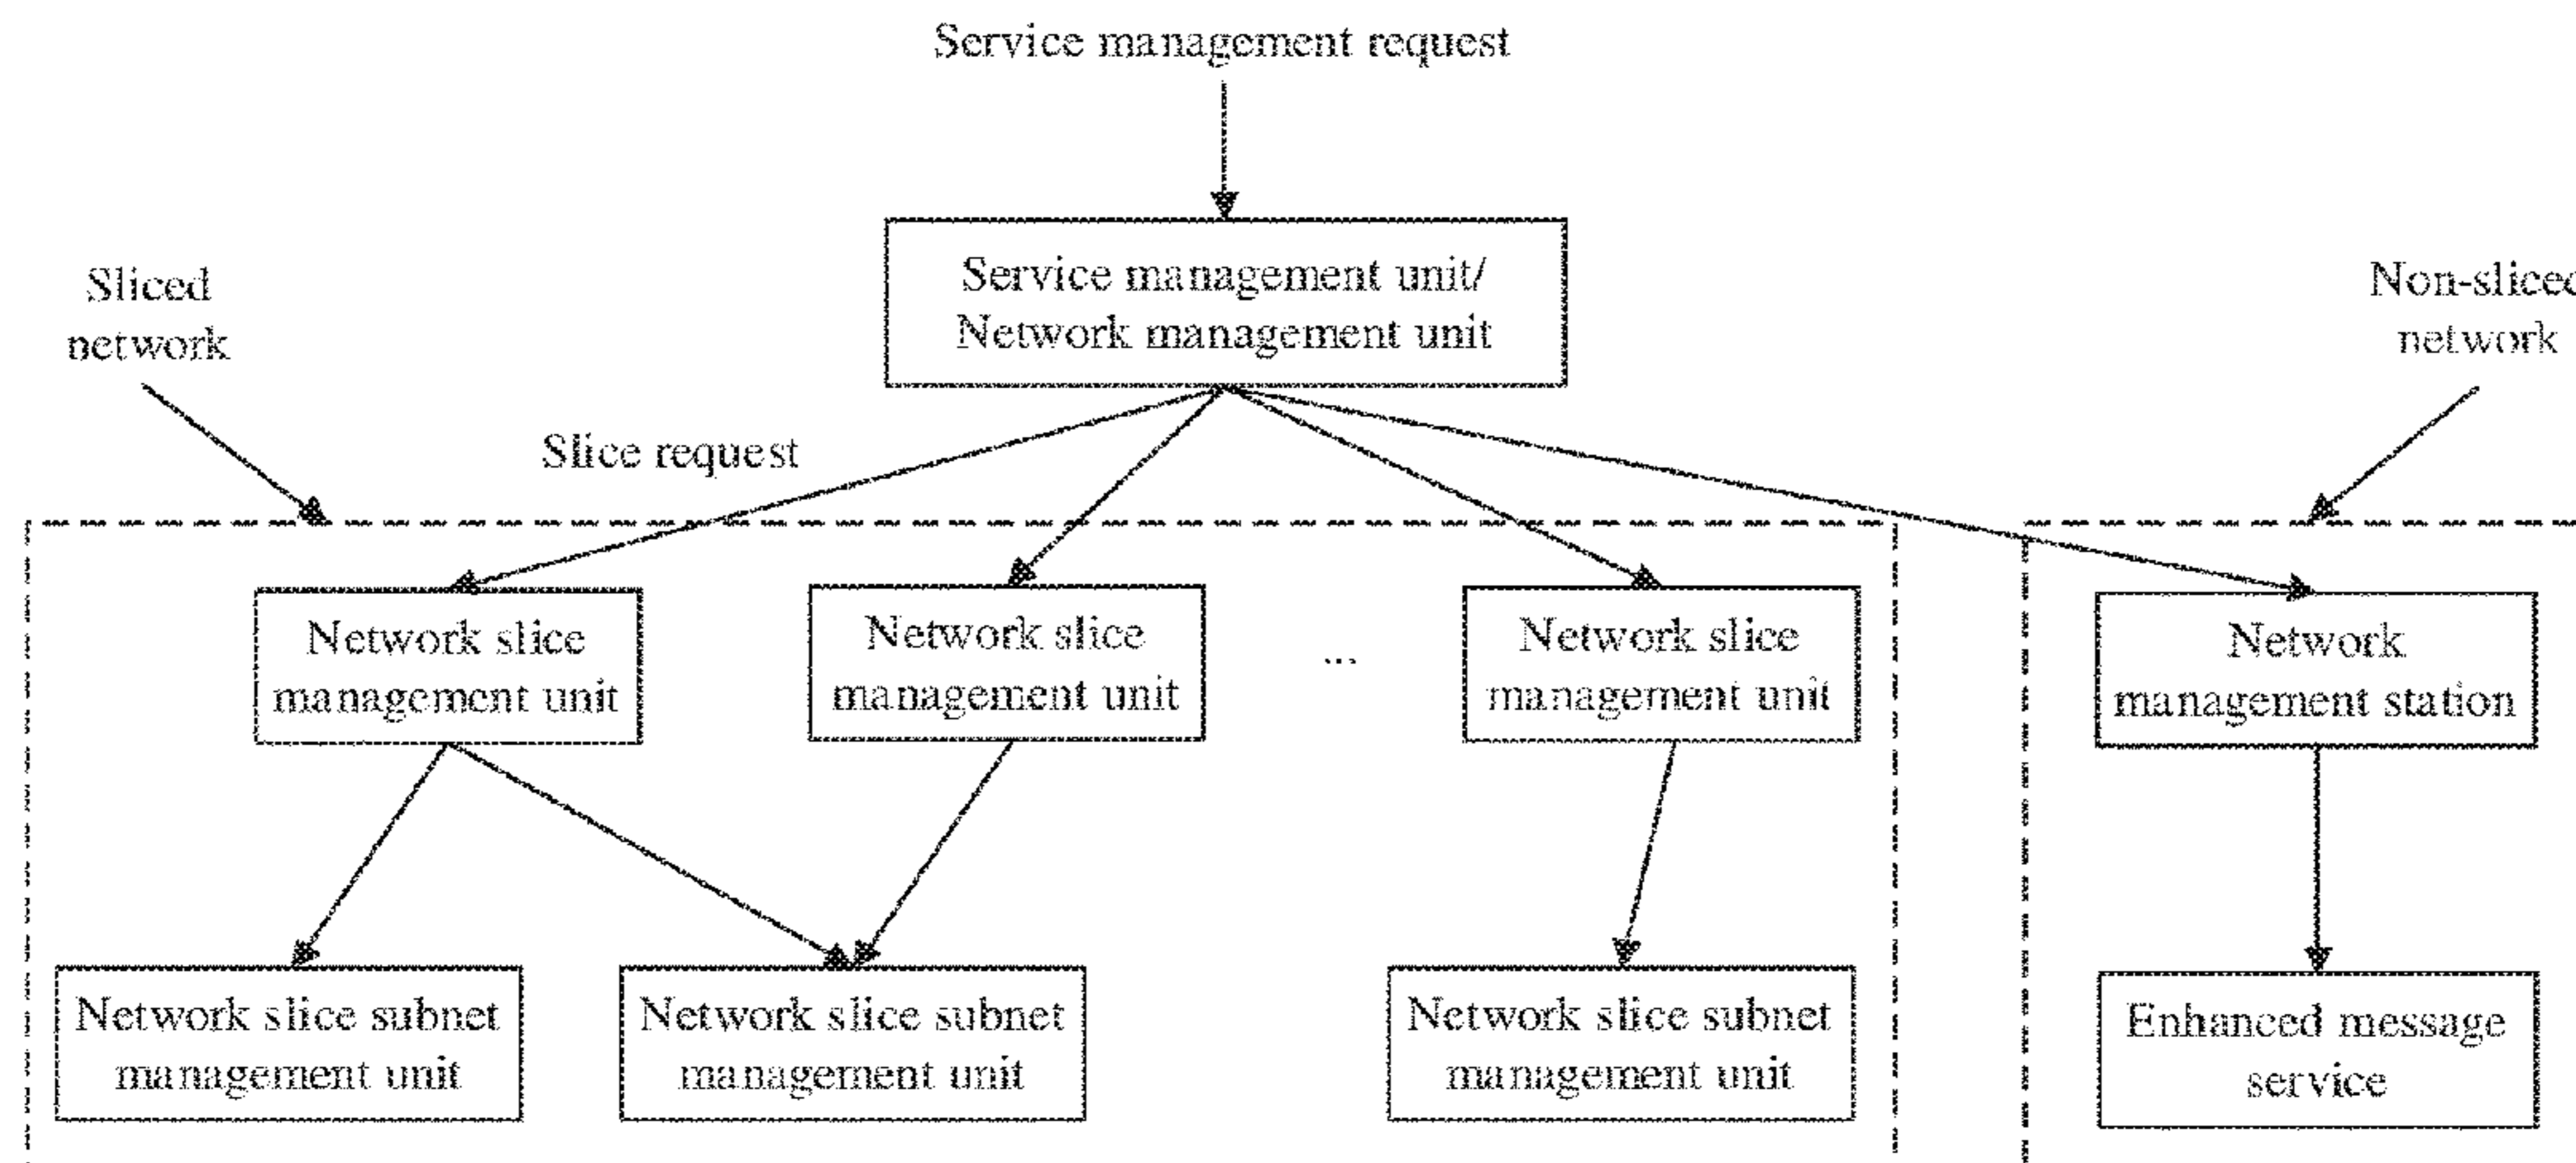 Service management request
Service management unit/
Network management unit
Sliced
network
Non-sliced
network
Slice request
Network slice
management unit
Network slice
management unit
...
Network slice
management unit
Network
management station
Network slice subnet
management unit
Network slice subnet
management unit
Network slice subnet
management unit
Enhanced message
service